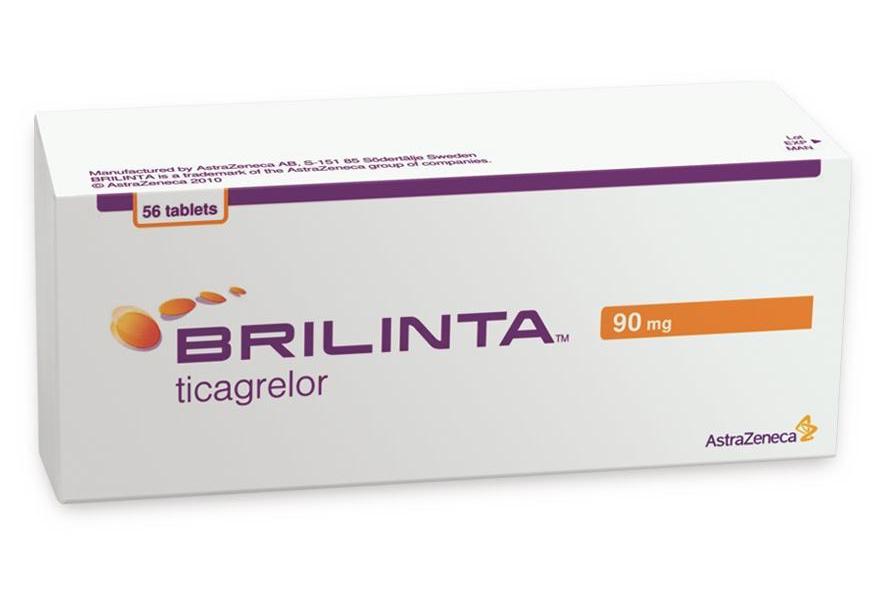 Manufactured by AstraZeneca AB, S-151 85 Södertälje Sweden
BRILINTA is a trademark of the AstraZeneca group of companies.
© AstraZeneca 2010
Lot
EXP
MAN
56 tablets
BRILINTA™
ticagrelor
90 mg
AstraZeneca